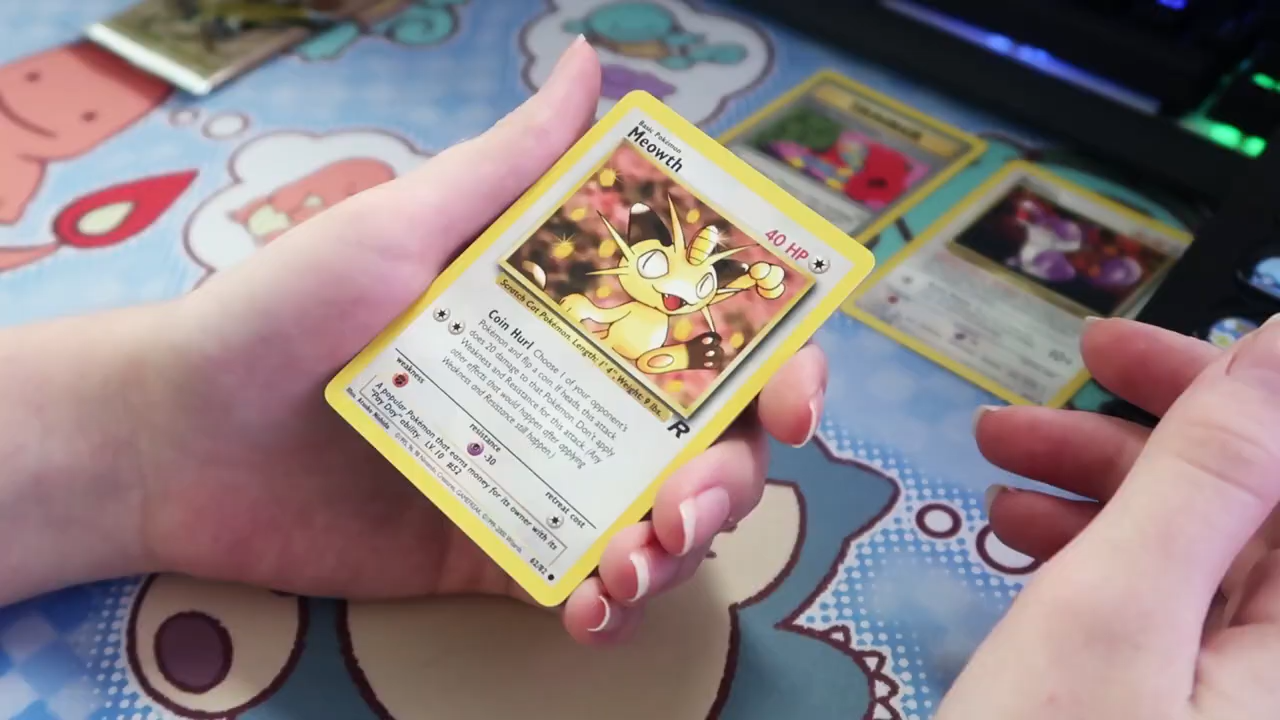 Basic Pokémon
Meowth
40 HP
Scratch Cat Pokémon. Length: 1' 4", Weight: 9 lbs.
Coin Hurl Choose 1 of your opponent's
Pokémon and flip a coin. If heads, this attack
does 20 damage to that Pokémon. Don't apply
Weakness and Resistance for this attack. (Any
other effects that would happen after applying
Weakness and Resistance still happen.)
weakness
resistance
-30
retreat cost
A popular Pokémon that earns money for its owner with its
"Pay Day" ability. LV. 10 #52
62/82
R